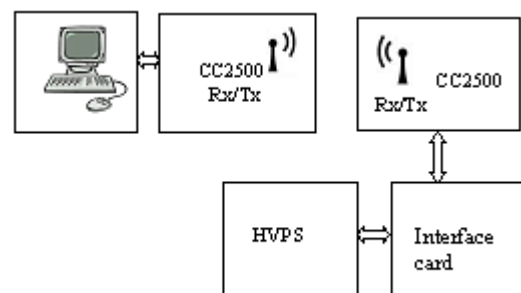 CC2500
Rx/Tx
CC2500
Rx/Tx
HVPS
Interface
card